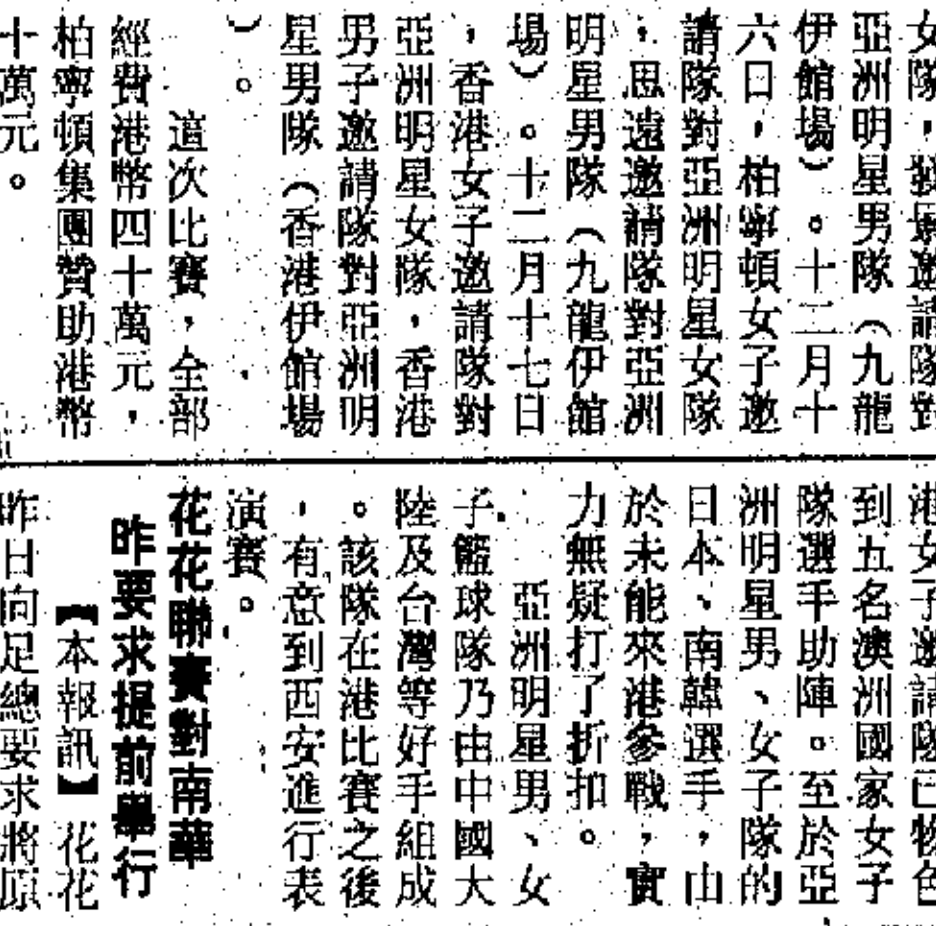 女隊，發展邀請隊對
亞洲明星男隊（九龍
伊館場）。十二月十
六日，柏寧頓女子邀
請隊對亞洲明星女隊
，思遠邀請隊對亞洲
明星男隊（九龍伊館
場）。十二月十七日
，香港女子邀請隊對
亞洲明星女隊，香港
男子邀請隊對亞洲明
星男隊（香港伊館場
）。
這次比賽，全部
經費港幣四十萬元，
柏寧頓集團贊助港幣
十萬元。
港女子邀請隊已物色
到五名澳洲國家女子
隊選手助陣。至於亞
洲明星男、女子隊的
日本、南韓選手，由
於未能來港參戰，實
力無疑打了折扣。
亞洲明星男、女
子籃球隊乃由中國大
陸及台灣等好手組成
。該隊在港比賽之後
，有意到西安進行表
演賽。
花花聯賽對南華
昨要求提前舉行
【本報訊】花花
昨日向足總要求將原